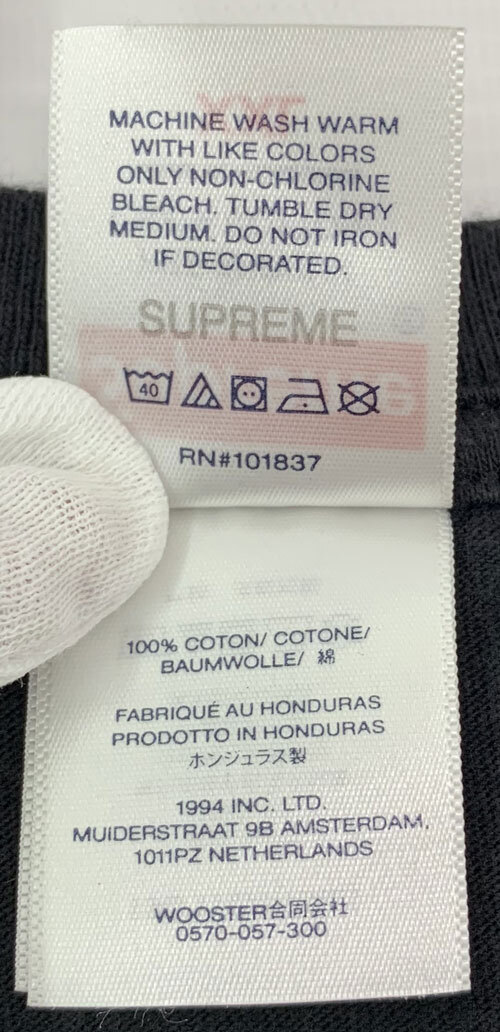 MACHINE WASH WARM
WITH LIKE COLORS
ONLY NON-CHLORINE
BLEACH. TUMBLE DRY
MEDIUM. DO NOT IRON
IF DECORATED.
SUPREME
40
RN#101837
100% COTON/ COTONE/
BAUMWOLLE/ 綿
FABRIQUÉ AU HONDURAS
PRODOTTO IN HONDURAS
ホンジュラス製
1994 INC. LTD.
MUIDERSTRAAT 9B AMSTERDAM,
1011PZ NETHERLANDS
WOOSTER合同会社
0570-057-300